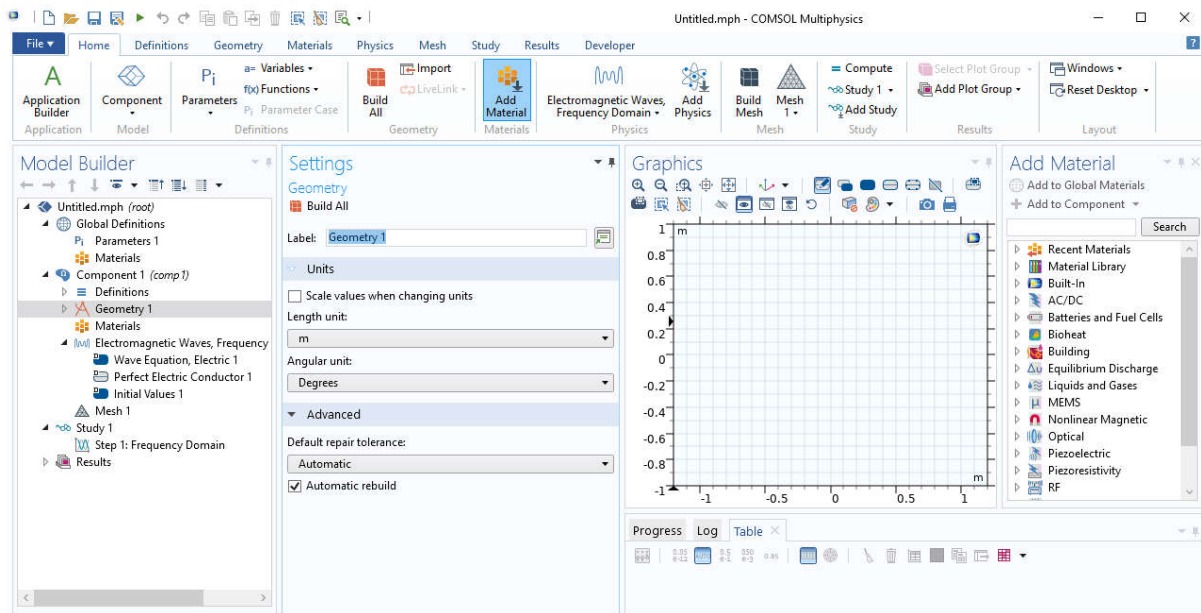 Untitled.mph - COMSOL Multiphysics
File Home Definitions Geometry Materials Physics Mesh Study Results Developer
?
A Application Builder
Component
Pi Parameters
a= Variables
f(x) Functions
Pi Parameter Case
Build All
Import
LiveLink
Add Material
Electromagnetic Waves, Frequency Domain
Add Physics
Build Mesh
Mesh 1
= Compute
Study 1
Add Study
Select Plot Group
Add Plot Group
Windows
Reset Desktop
Application Model Definitions Geometry Materials Physics Mesh Study Results Layout
Model Builder
Untitled.mph (root)
Global Definitions
Pi Parameters 1
Materials
Component 1 (comp1)
Definitions
Geometry 1
Materials
Electromagnetic Waves, Frequency
Wave Equation, Electric 1
Perfect Electric Conductor 1
Initial Values 1
Mesh 1
Study 1
Step 1: Frequency Domain
Results
Settings
Geometry
Build All
Label: Geometry 1
Units
Scale values when changing units
Length unit:
m
Angular unit:
Degrees
Advanced
Default repair tolerance:
Automatic
Automatic rebuild
Graphics
1 m
0.8
0.6
0.4
0.2
0
-0.2
-0.4
-0.6
-0.8
m
-1
-1 -0.5 0 0.5 1
Progress Log Table
Add Material
Add to Global Materials
Add to Component
Search
Recent Materials
Material Library
Built-In
AC/DC
Batteries and Fuel Cells
Bioheat
Building
Δu Equilibrium Discharge
Liquids and Gases
μ MEMS
Nonlinear Magnetic
Optical
Piezoelectric
Piezoresistivity
RF